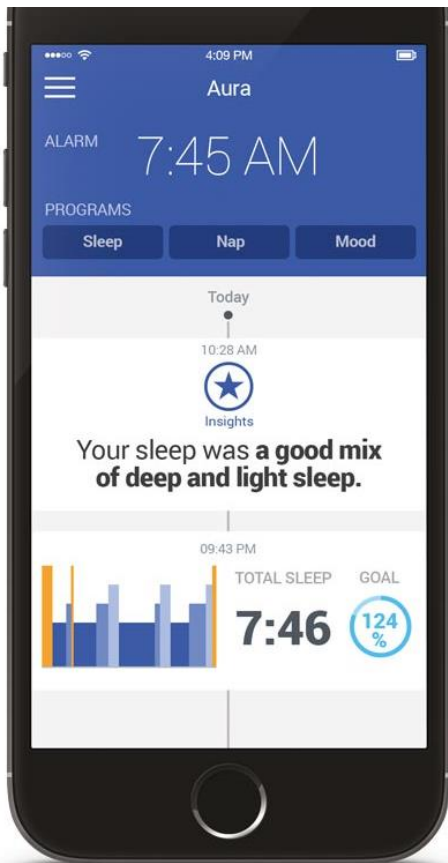 4:09 PM
Aura
ALARM 7:45 AM
PROGRAMS
Sleep Nap Mood
Today
10:28 AM
Insights
Your sleep was a good mix
of deep and light sleep.
09:43 PM
TOTAL SLEEP GOAL
7:46 124
%